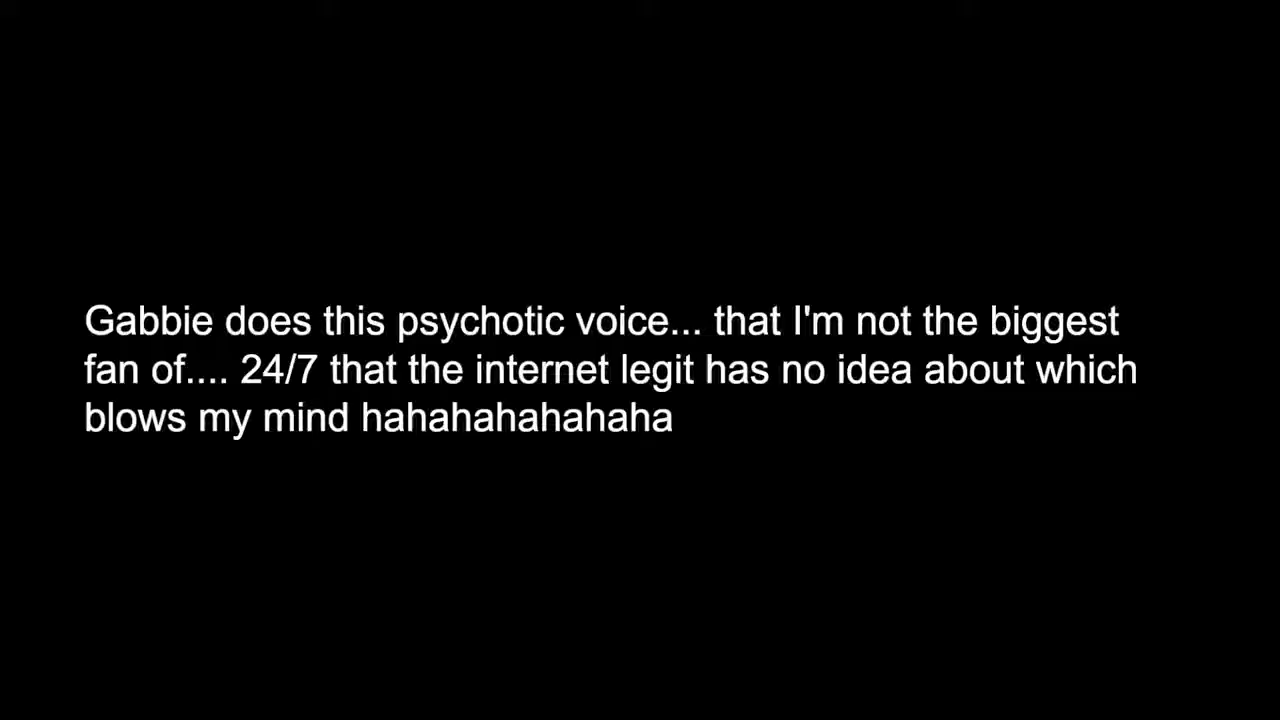 Gabbie does this psychotic voice... that I'm not the biggest
fan of.... 24/7 that the internet legit has no idea about which
blows my mind hahahahahahaha